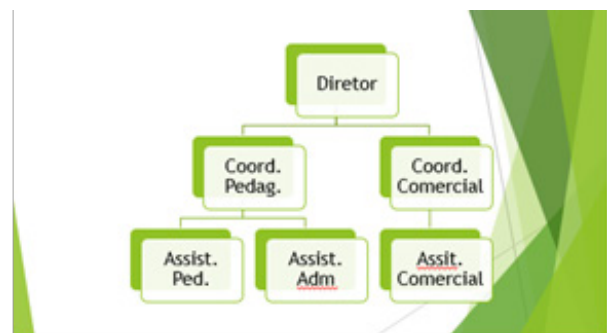 Diretor
Coord.
Pedag.
Coord.
Comercial
Assist.
Ped.
Assist.
Adm
Assit.
Comercial